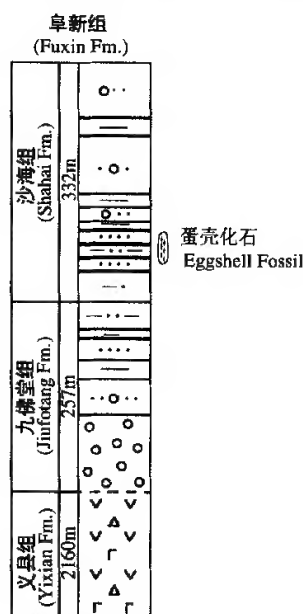 阜新组
(Fuxin Fm.)
沙海组
(Shahai Fm.)
332m
蛋壳化石
Eggshell Fossil
九佛堂组
(Jiufotang Fm.)
257m
义县组
(Yixian Fm.)
2160m